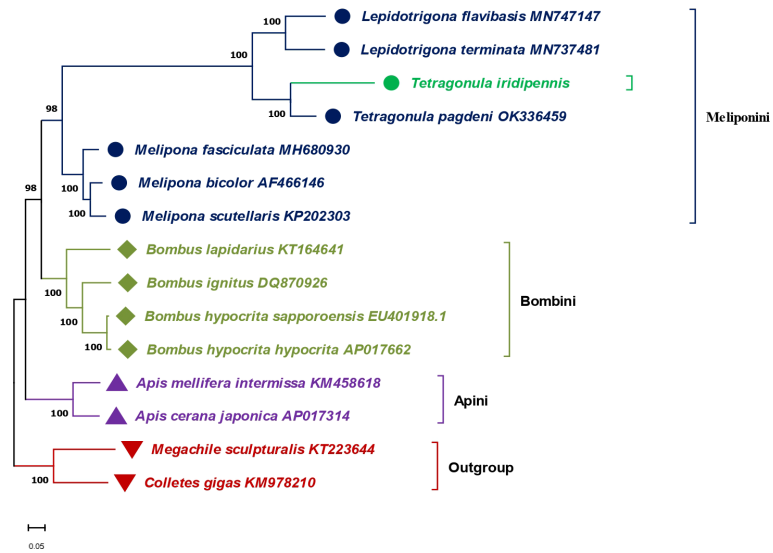 100
Lepidotrigona flavibasis MN747147
100
Lepidotrigona terminata MN737481
Tetragonula iridipennis
98
100
Tetragonula pagdeni OK336459
Meliponini
Melipona fasciculata MH680930
98
100
Melipona bicolor AF466146
100
Melipona scutellaris KP202303
Bombus lapidarius KT164641
100
Bombus ignitus DQ870926
Bombini
100
Bombus hypocrita sapporoensis EU401918.1
100
Bombus hypocrita hypocrita AP017662
Apis mellifera intermissa KM458618
Apini
100
Apis cerana japonica AP017314
Megachile sculpturalis KT223644
Outgroup
100
Colletes gigas KM978210
0.05